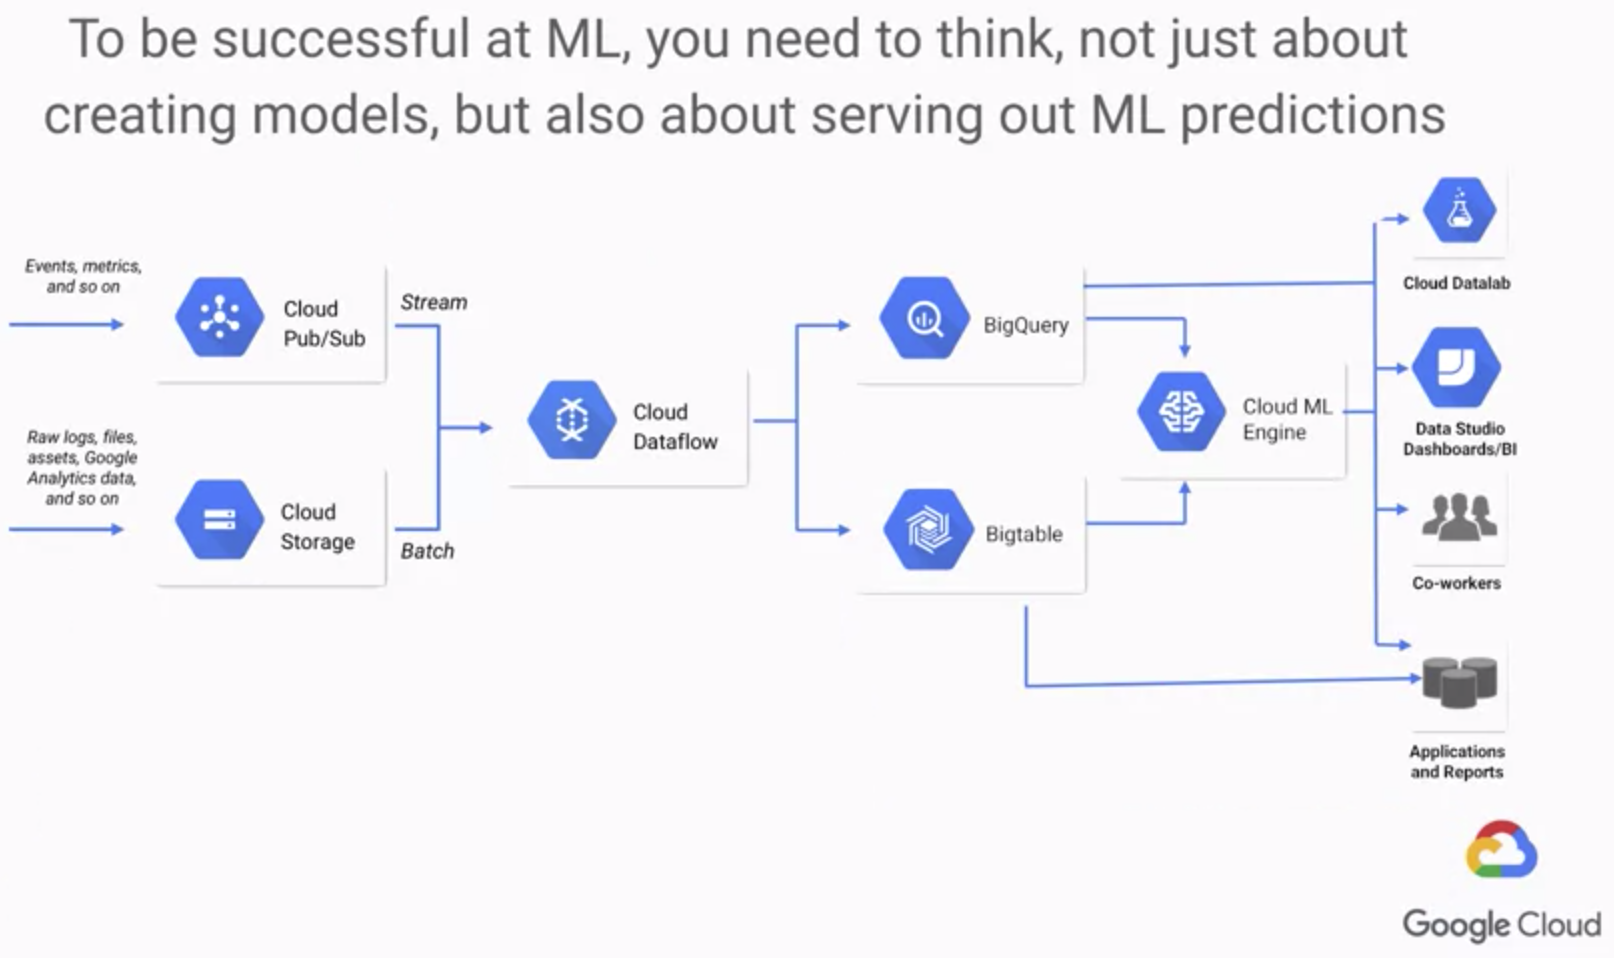 To be successful at ML, you need to think, not just about
creating models, but also about serving out ML predictions
Events, metrics,
and so on
Cloud
Pub/Sub
Stream
Raw logs, files,
assets, Google
Analytics data,
and so on
Cloud
Storage
Batch
Cloud
Dataflow
BigQuery
Bigtable
Cloud ML
Engine
Cloud Datalab
Data Studio
Dashboards/BI
Co-workers
Applications
and Reports
Google Cloud